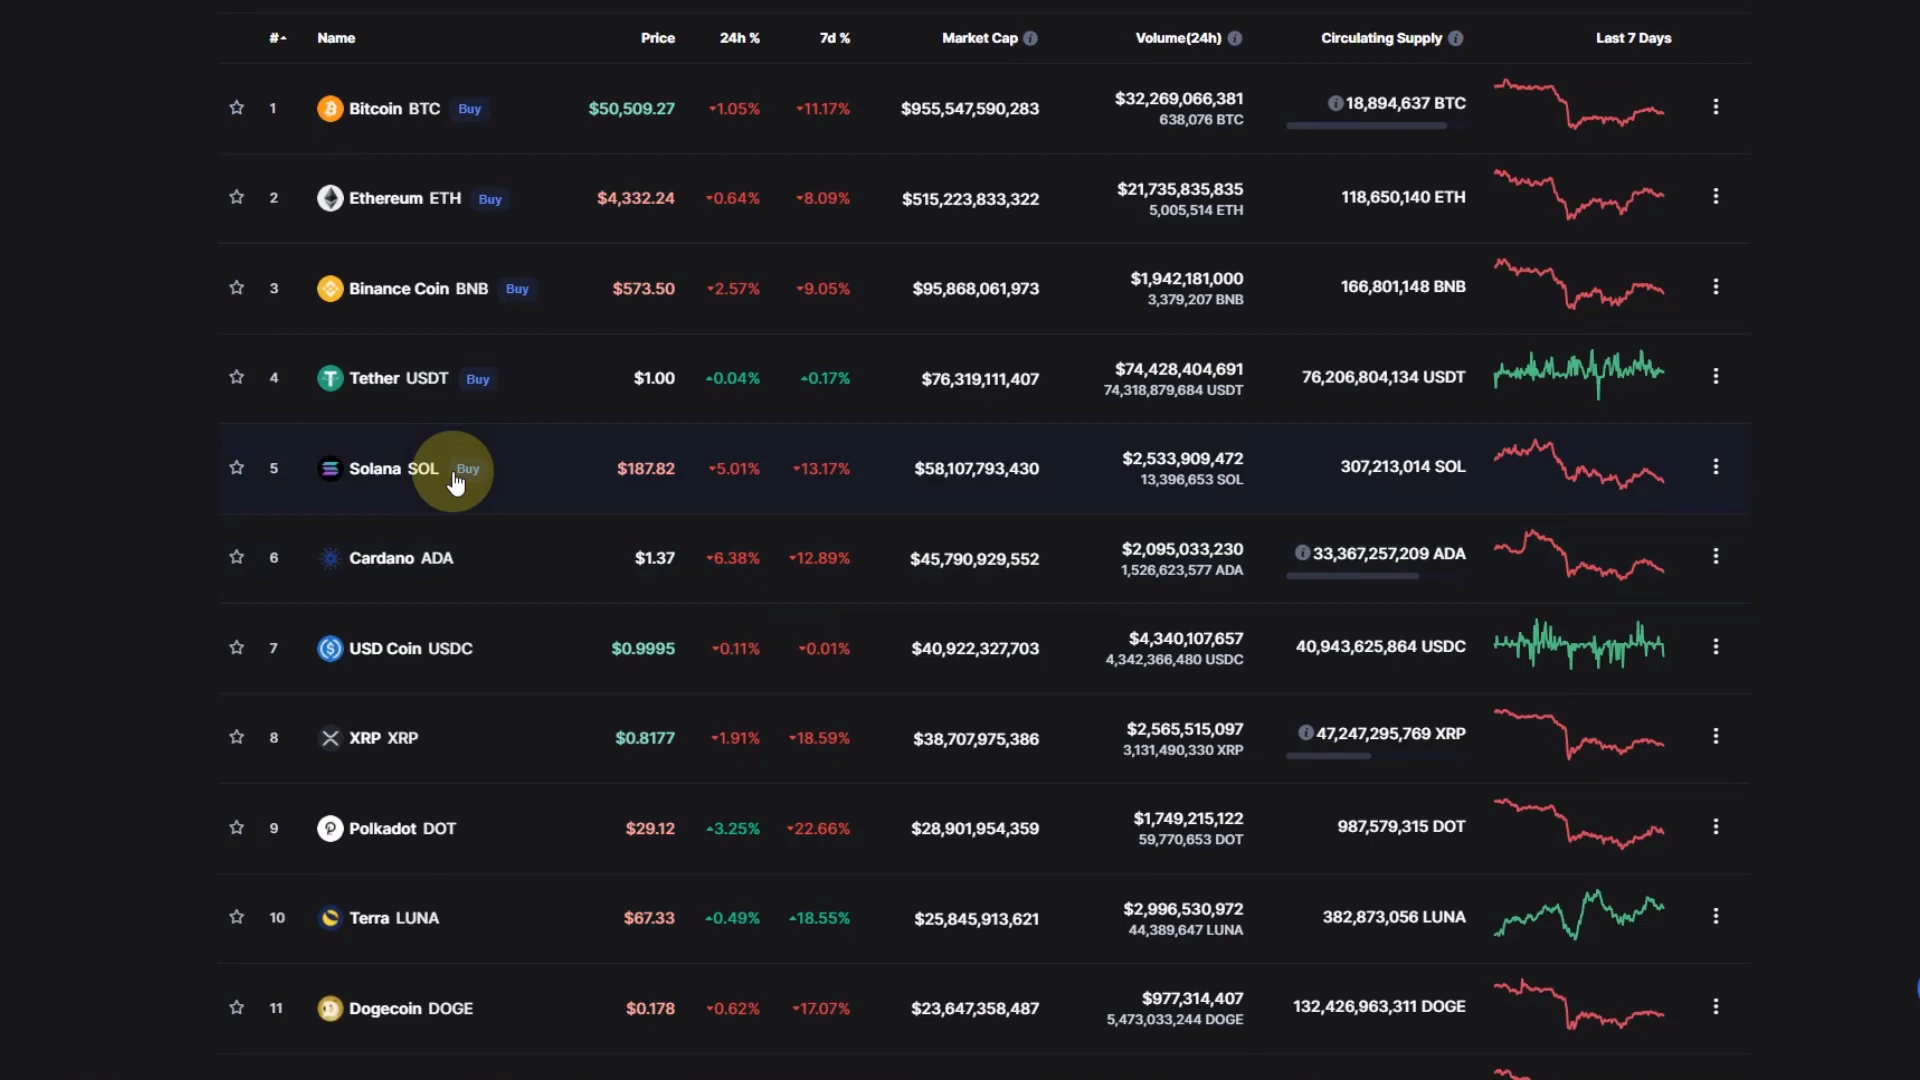 # Name Price 24h % 7d % Market Cap Volume(24h) Circulating Supply Last 7 Days
1 Bitcoin BTC Buy $50,509.27 1.05% 11.17% $955,547,590,283 $32,269,066,381 18,894,637 BTC
638,076 BTC
2 Ethereum ETH Buy $4,332.24 0.64% 8.09% $515,223,833,322 $21,735,835,835 118,650,140 ETH
5,005,514 ETH
3 Binance Coin BNB Buy $573.50 2.57% 9.05% $95,868,061,973 $1,942,181,000 166,801,148 BNB
3,379,207 BNB
4 Tether USDT Buy $1.00 0.04% 0.17% $76,319,111,407 $74,428,404,691 76,206,804,134 USDT
74,318,879,684 USDT
5 Solana SOL Buy $187.82 5.01% 13.17% $58,107,793,430 $2,533,909,472 307,213,014 SOL
13,396,653 SOL
6 Cardano ADA $1.37 6.38% 12.89% $45,790,929,552 $2,095,033,230 33,367,257,209 ADA
1,526,623,577 ADA
7 USD Coin USDC $0.9995 0.11% 0.01% $40,922,327,703 $4,340,107,657 40,943,625,864 USDC
4,342,366,480 USDC
8 XRP XRP $0.8177 1.91% 18.59% $38,707,975,386 $2,565,515,097 47,247,295,769 XRP
3,131,490,330 XRP
9 Polkadot DOT $29.12 3.25% 22.66% $28,901,954,359 $1,749,215,122 987,579,315 DOT
59,770,653 DOT
10 Terra LUNA $67.33 0.49% 18.55% $25,845,913,621 $2,996,530,972 382,873,056 LUNA
44,389,647 LUNA
11 Dogecoin DOGE $0.178 0.62% 17.07% $23,647,358,487 $977,314,407 132,426,963,311 DOGE
5,473,033,244 DOGE